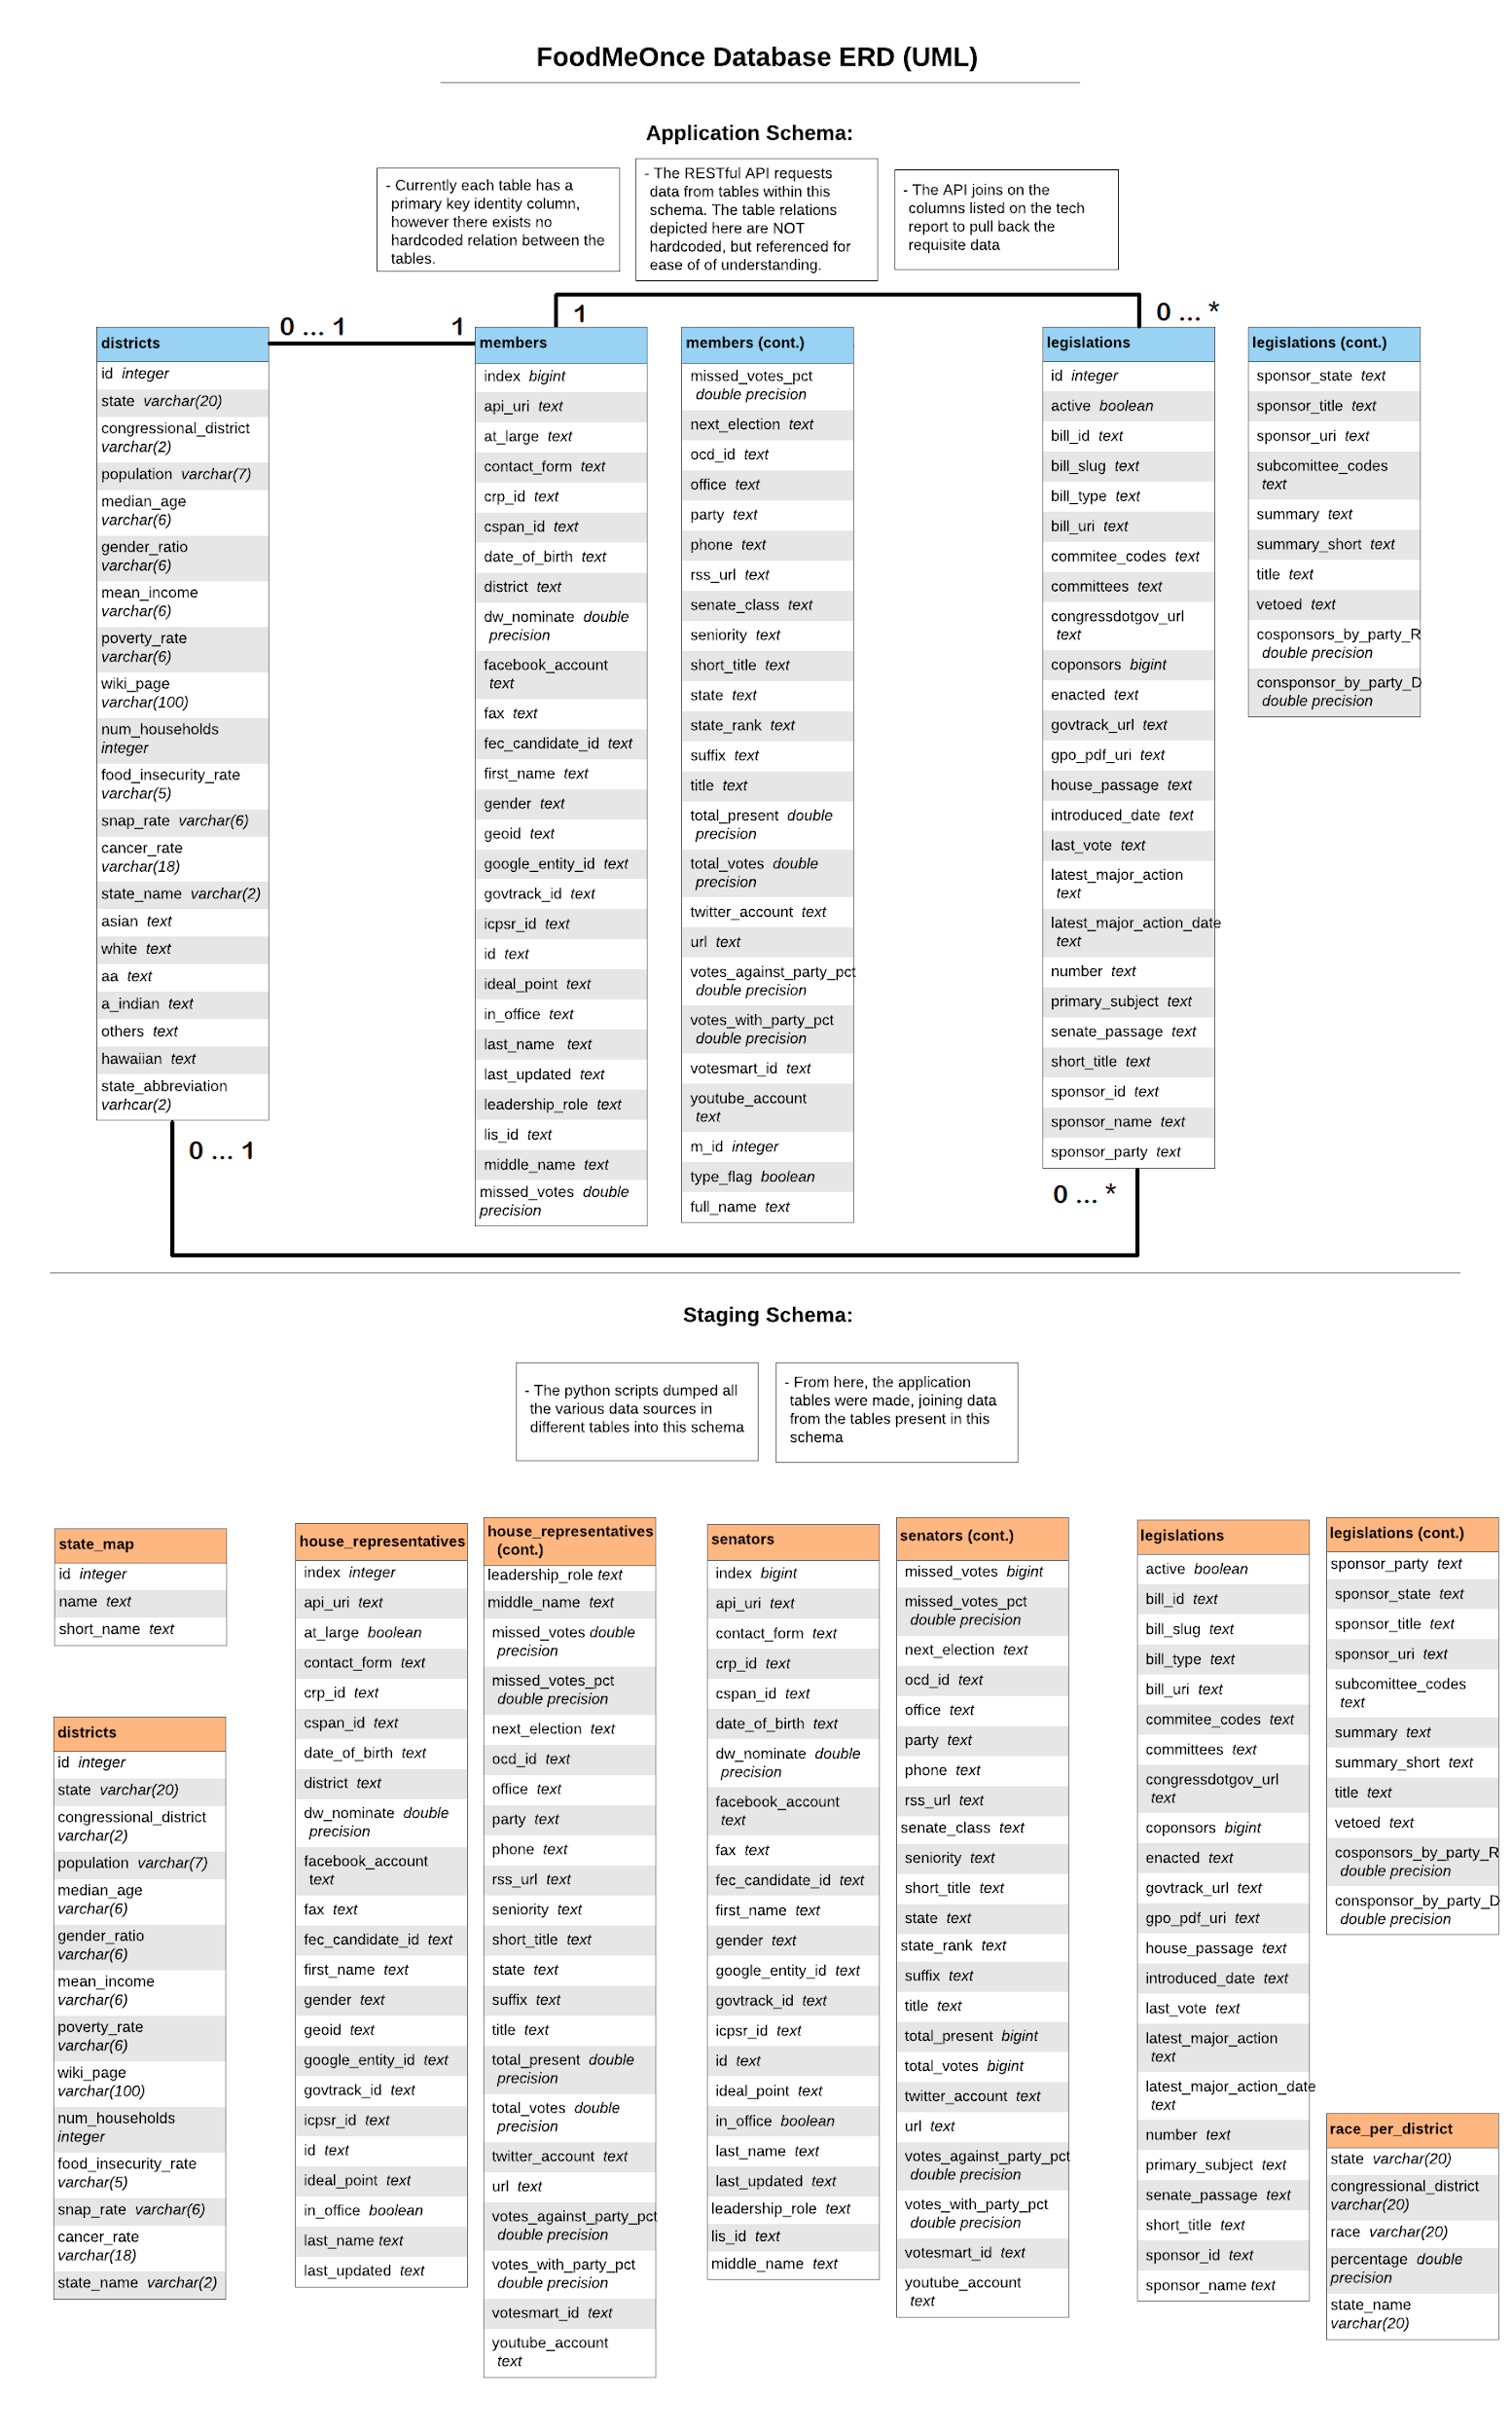 FoodMeOnce Database ERD (UML)
Application Schema:
- Currently each table has a
primary key identity column,
however there exists no
hardcoded relation between the
tables.
- The RESTful API requests
data from tables within this
schema. The table relations
depicted here are NOT
hardcoded, but referenced for
ease of of understanding.
- The API joins on the
columns listed on the tech
report to pull back the
requisite data
0 ... 1
1
1
0 ... *
districts
id integer
state varchar(20)
congressional_district
varchar(2)
population varchar(7)
median_age
varchar(6)
gender_ratio
varchar(6)
mean_income
varchar(6)
poverty_rate
varchar(6)
wiki_page
varchar(100)
num_households
integer
food_insecurity_rate
varchar(5)
snap_rate varchar(6)
cancer_rate
varchar(18)
state_name varchar(2)
asian text
white text
aa text
a_indian text
others text
hawaiian text
state_abbreviation
varhcar(2)
0 ... 1
members
index bigint
api_uri text
at_large text
contact_form text
crp_id text
cspan_id text
date_of_birth text
district text
dw_nominate double
precision
facebook_account
text
fax text
fec_candidate_id text
first_name text
gender text
geoid text
google_entity_id text
govtrack_id text
icpsr_id text
id text
ideal_point text
in_office text
last_name text
last_updated text
leadership_role text
lis_id text
middle_name text
missed_votes double
precision
members (cont.)
missed_votes_pct
double precision
next_election text
ocd_id text
office text
party text
phone text
rss_url text
senate_class text
seniority text
short_title text
state text
state_rank text
suffix text
title text
total_present double
precision
total_votes double
precision
twitter_account text
url text
votes_against_party_pct
double precision
votes_with_party_pct
double precision
votesmart_id text
youtube_account
text
m_id integer
type_flag boolean
full_name text
legislations
id integer
active boolean
bill_id text
bill_slug text
bill_type text
bill_uri text
commitee_codes text
committees text
congressdotgov_url
text
coponsors bigint
enacted text
govtrack_url text
gpo_pdf_uri text
house_passage text
introduced_date text
last_vote text
latest_major_action
text
latest_major_action_date
text
number text
primary_subject text
senate_passage text
short_title text
sponsor_id text
sponsor_name text
sponsor_party text
0 ... *
legislations (cont.)
sponsor_state text
sponsor_title text
sponsor_uri text
subcomittee_codes
text
summary text
summary_short text
title text
vetoed text
cosponsors_by_party_R
double precision
consponsor_by_party_D
double precision
Staging Schema:
- The python scripts dumped all
the various data sources in
different tables into this schema
- From here, the application
tables were made, joining data
from the tables present in this
schema
state_map
id integer
name text
short_name text
districts
id integer
state varchar(20)
congressional_district
varchar(2)
population varchar(7)
median_age
varchar(6)
gender_ratio
varchar(6)
mean_income
varchar(6)
poverty_rate
varchar(6)
wiki_page
varchar(100)
num_households
integer
food_insecurity_rate
varchar(5)
snap_rate varchar(6)
cancer_rate
varchar(18)
state_name varchar(2)
house_representatives
index integer
api_uri text
at_large boolean
contact_form text
crp_id text
cspan_id text
date_of_birth text
district text
dw_nominate double
precision
facebook_account
text
fax text
fec_candidate_id text
first_name text
gender text
geoid text
google_entity_id text
govtrack_id text
icpsr_id text
id text
ideal_point text
in_office boolean
last_name text
last_updated text
house_representatives
(cont.)
leadership_role text
middle_name text
missed_votes double
precision
missed_votes_pct
double precision
next_election text
ocd_id text
office text
party text
phone text
rss_url text
seniority text
short_title text
state text
suffix text
title text
total_present double
precision
total_votes double
precision
twitter_account text
url text
votes_against_party_pct
double precision
votes_with_party_pct
double precision
votesmart_id text
youtube_account
text
senators
index bigint
api_uri text
contact_form text
crp_id text
cspan_id text
date_of_birth text
dw_nominate double
precision
facebook_account
text
fax text
fec_candidate_id text
first_name text
gender text
google_entity_id text
govtrack_id text
icpsr_id text
id text
ideal_point text
in_office boolean
last_name text
last_updated text
leadership_role text
lis_id text
middle_name text
senators (cont.)
missed_votes bigint
missed_votes_pct
double precision
next_election text
ocd_id text
office text
party text
phone text
rss_url text
senate_class text
seniority text
short_title text
state text
state_rank text
suffix text
title text
total_present bigint
total_votes bigint
twitter_account text
url text
votes_against_party_pct
double precision
votes_with_party_pct
double precision
votesmart_id text
youtube_account
text
legislations
active boolean
bill_id text
bill_slug text
bill_type text
bill_uri text
commitee_codes text
committees text
congressdotgov_url
text
coponsors bigint
enacted text
govtrack_url text
gpo_pdf_uri text
house_passage text
introduced_date text
last_vote text
latest_major_action
text
latest_major_action_date
text
number text
primary_subject text
senate_passage text
short_title text
sponsor_id text
sponsor_name text
legislations (cont.)
sponsor_party text
sponsor_state text
sponsor_title text
sponsor_uri text
subcomittee_codes
text
summary text
summary_short text
title text
vetoed text
cosponsors_by_party_R
double precision
consponsor_by_party_D
double precision
race_per_district
state varchar(20)
congressional_district
varchar(20)
race varchar(20)
percentage double
precision
state_name
varchar(20)